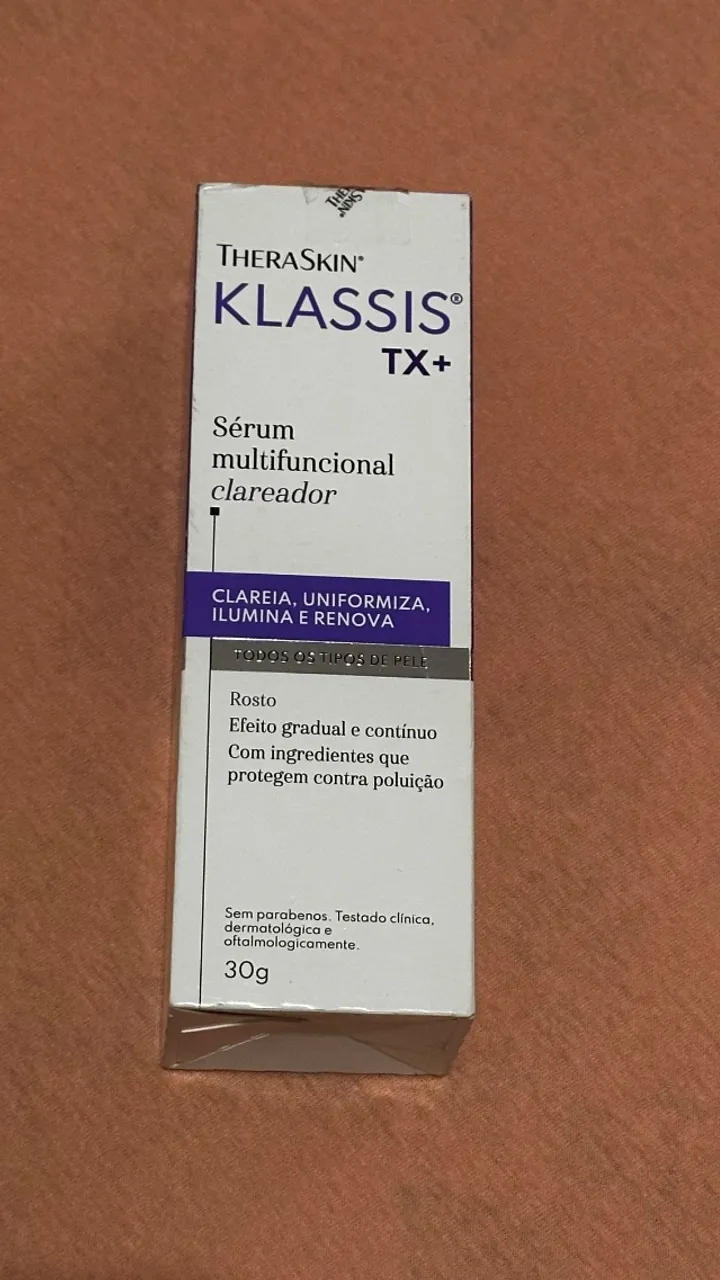 THERASKIN®
THERASKIN®
KLASSIS®
TX+
Sérum
multifuncional
clareador
CLAREIA, UNIFORMIZA,
ILUMINA E RENOVA
TODOS OS TIPOS DE PELE
Rosto
Efeito gradual e contínuo
Com ingredientes que
protegem contra poluição
Sem parabenos. Testado clínica,
dermatológica e
oftalmologicamente.
30g